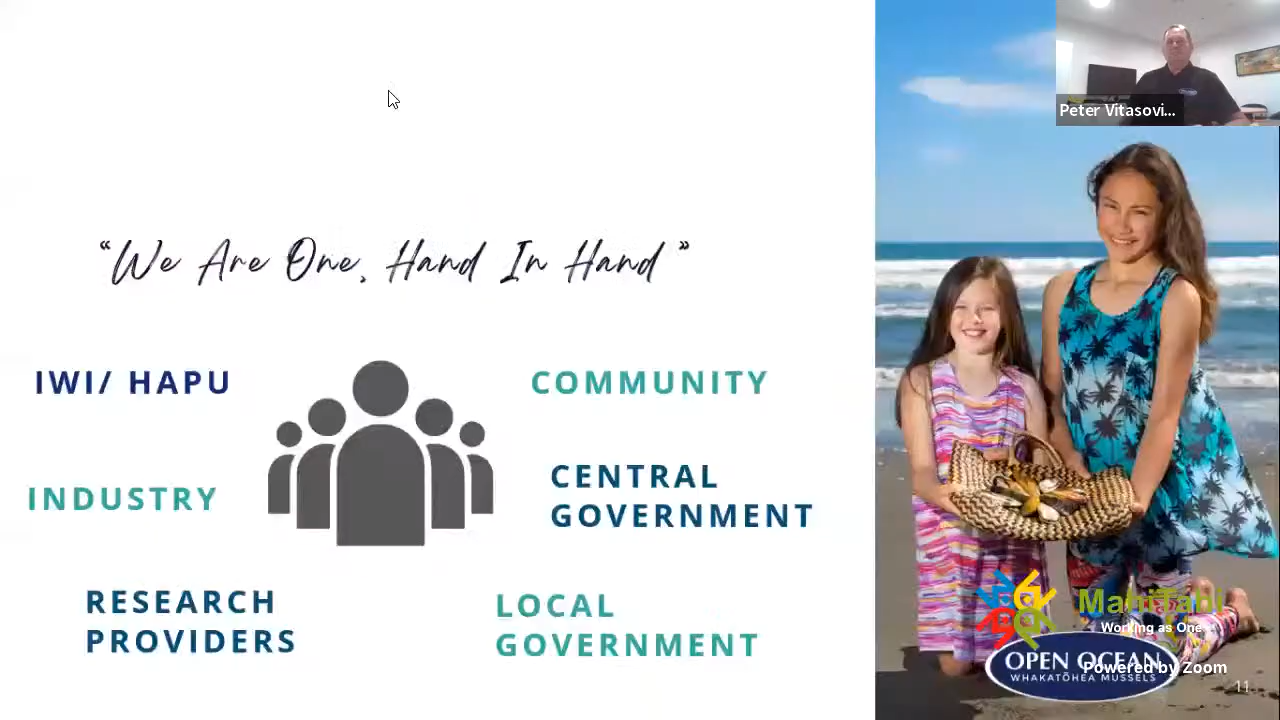 “We Are One, Hand In Hand”
IWI/ HAPU
COMMUNITY
INDUSTRY
CENTRAL
GOVERNMENT
RESEARCH
PROVIDERS
LOCAL
GOVERNMENT
Peter Vitasovi...
MahiTahi
Working as One
OPEN OCEAN
WHAKATŌHEA MUSSELS
Powered by Zoom
11